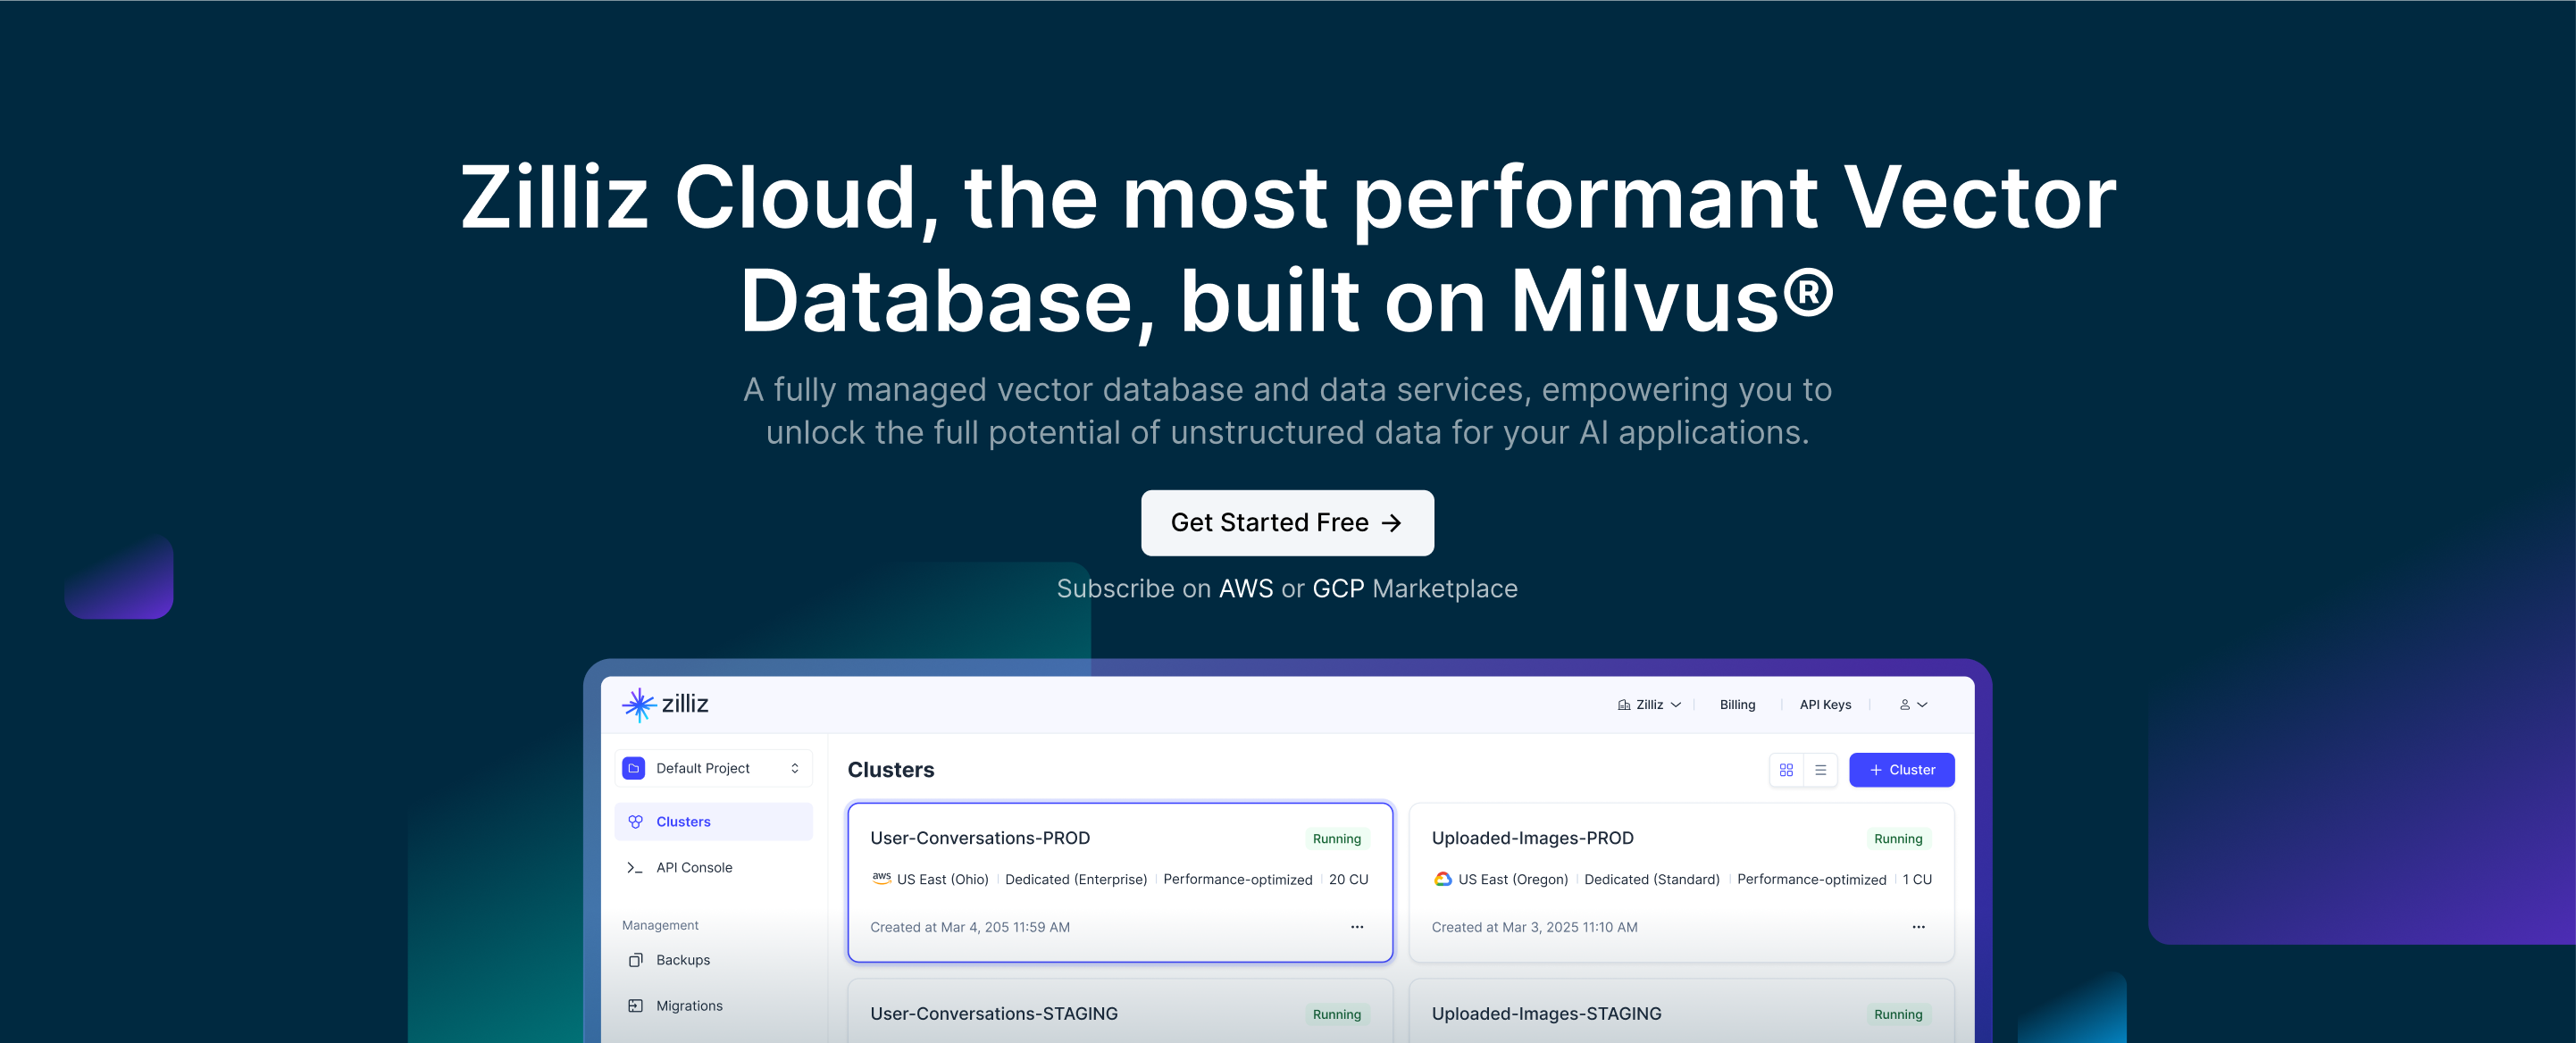 Zilliz Cloud, the most performant Vector
Database, built on Milvus®
A fully managed vector database and data services, empowering you to
unlock the full potential of unstructured data for your AI applications.
Get Started Free →
Subscribe on AWS or GCP Marketplace
zilliz
Zilliz
Billing
API Keys
Default Project
Clusters
API Console
Management
Backups
Migrations
Clusters
+ Cluster
User-Conversations-PROD
Running
aws US East (Ohio) | Dedicated (Enterprise) | Performance-optimized | 20 CU
Created at Mar 4, 205 11:59 AM
...
Uploaded-Images-PROD
Running
US East (Oregon) | Dedicated (Standard) | Performance-optimized | 1 CU
Created at Mar 3, 2025 11:10 AM
...
User-Conversations-STAGING
Running
Uploaded-Images-STAGING
Running